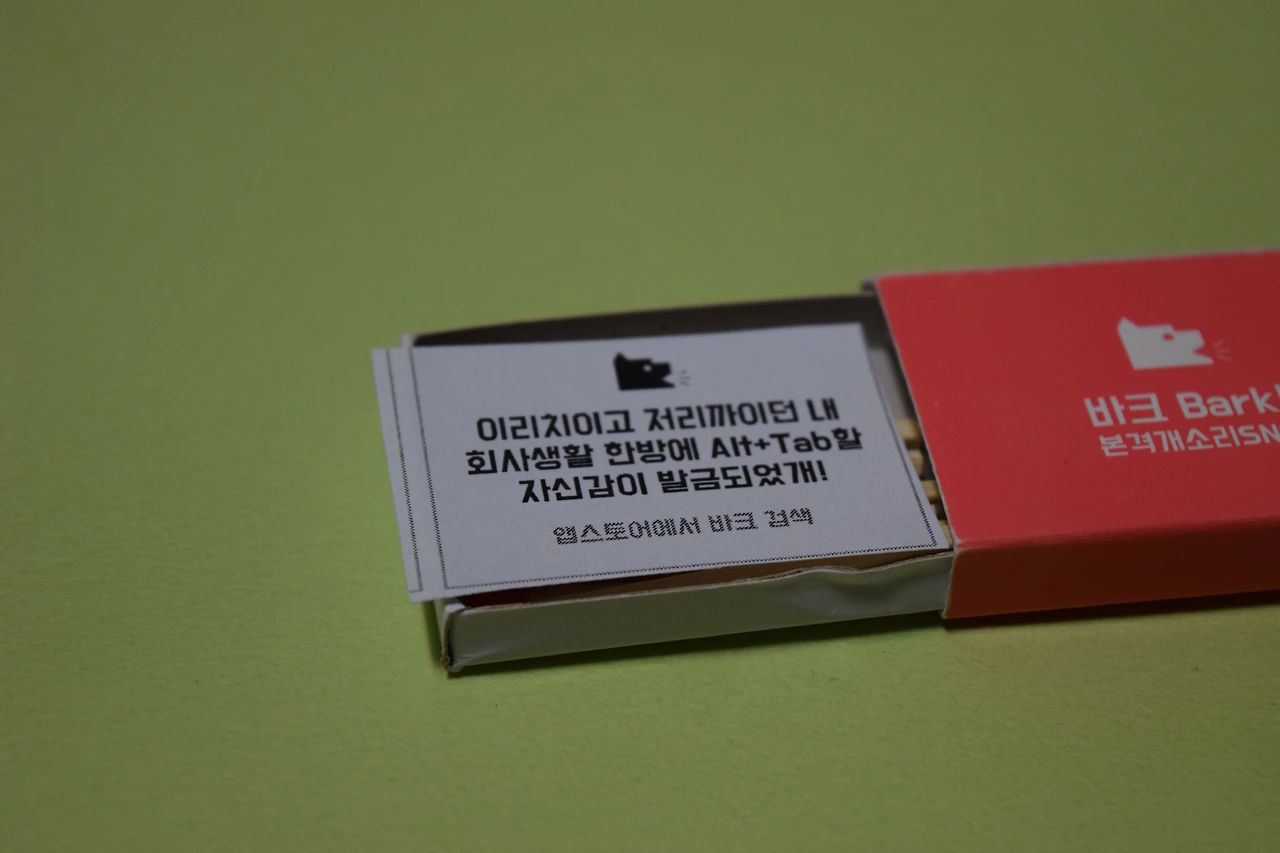 이리치이고 저리까이던 내
회사생활 한방에 Alt+Tab할
자신감이 발금되었개!
앱스토어에서 바크 검색
바크 Bark
본격개소리SN